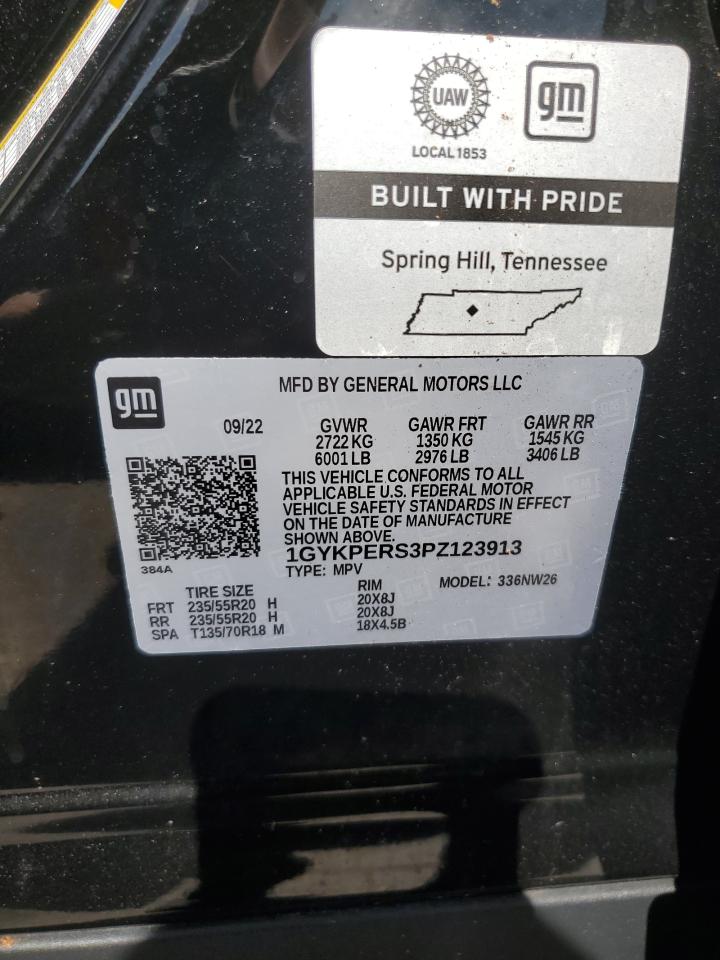 UAW
gm
LOCAL 1853
BUILT WITH PRIDE
Spring Hill, Tennessee
gm
MFD BY GENERAL MOTORS LLC
09/22 GVWR GAWR FRT GAWR RR
2722 KG 1350 KG 1545 KG
6001 LB 2976 LB 3406 LB
THIS VEHICLE CONFORMS TO ALL
APPLICABLE U.S. FEDERAL MOTOR
VEHICLE SAFETY STANDARDS IN EFFECT
ON THE DATE OF MANUFACTURE
SHOWN ABOVE.
1GYKPERS3PZ123913
384A
TYPE: MPV MODEL: 336NW26
TIRE SIZE RIM
FRT 235/55R20 H 20X8J
RR 235/55R20 H 20X8J
SPA T135/70R18 M 18X4.5B